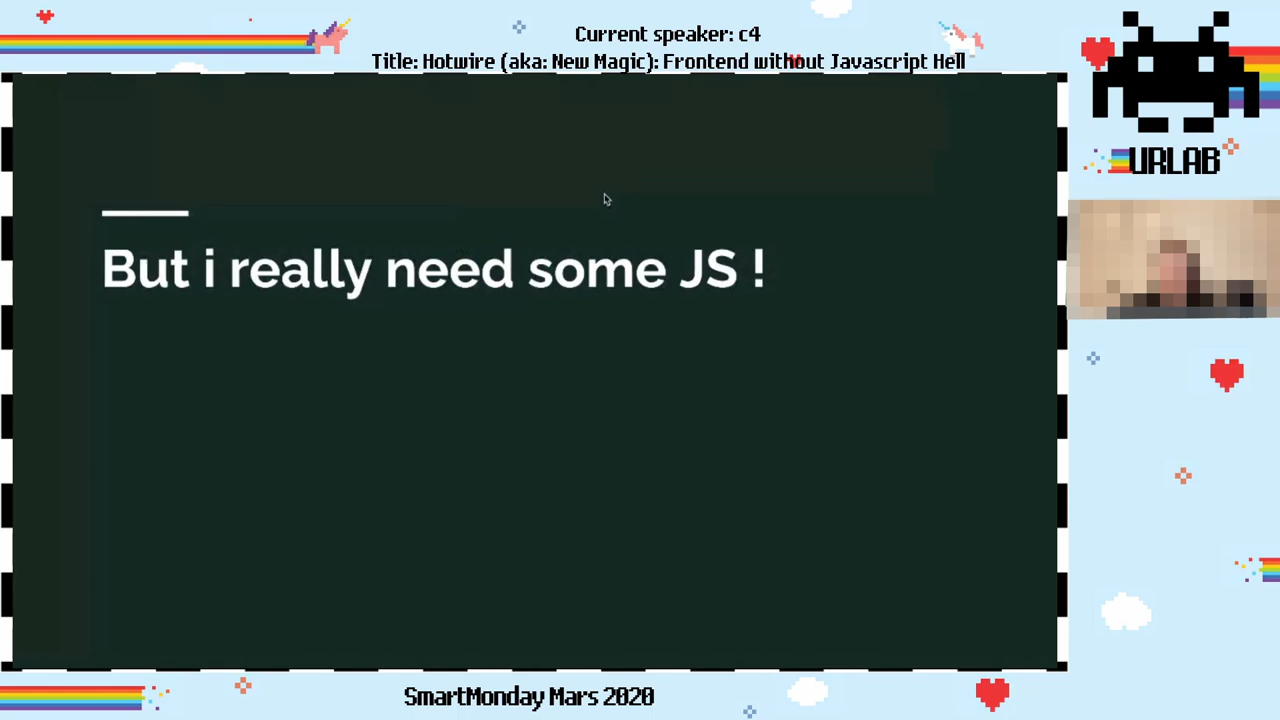 Current speaker: c4
Title: Hotwire (aka: New Magic): Frontend without Javascript Hell
URLAB
But i really need some JS !
SmartMonday Mars 2020